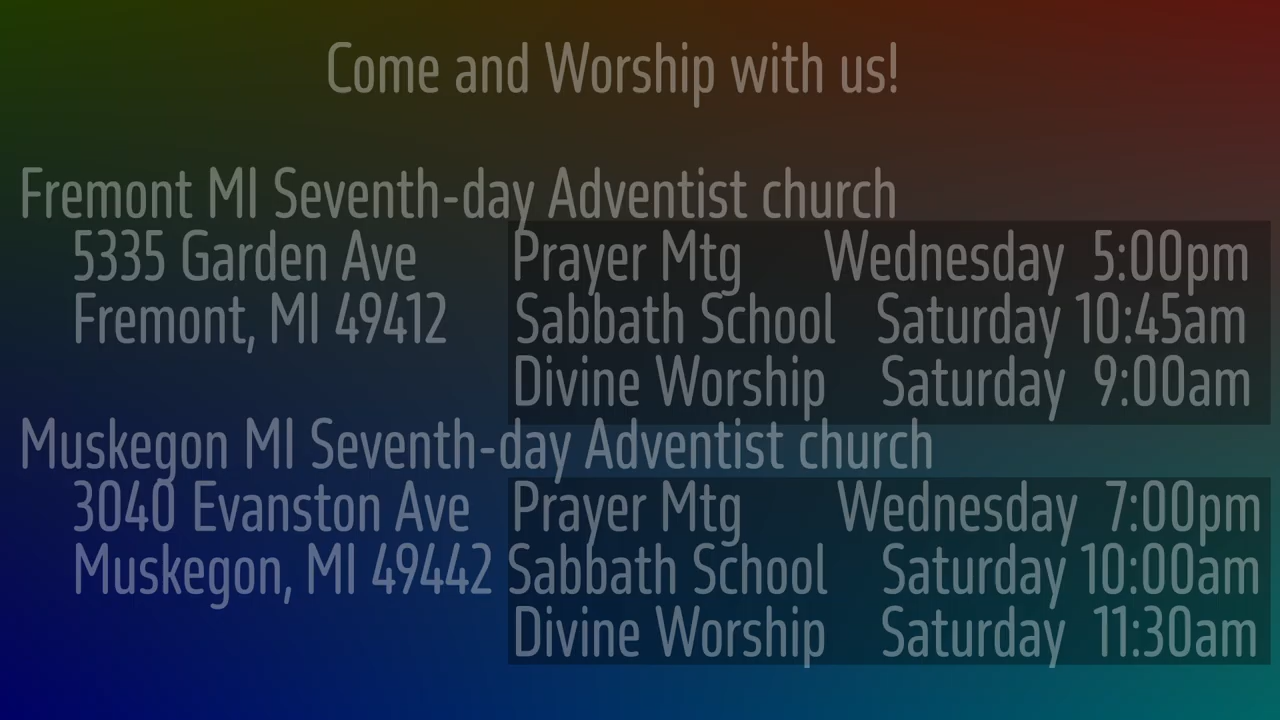 Come and Worship with us!
Fremont MI Seventh-day Adventist church
5335 Garden Ave Prayer Mtg Wednesday 5:00pm
Fremont, MI 49412 Sabbath School Saturday 10:45am
Divine Worship Saturday 9:00am
Muskegon MI Seventh-day Adventist church
3040 Evanston Ave Prayer Mtg Wednesday 7:00pm
Muskegon, MI 49442 Sabbath School Saturday 10:00am
Divine Worship Saturday 11:30am